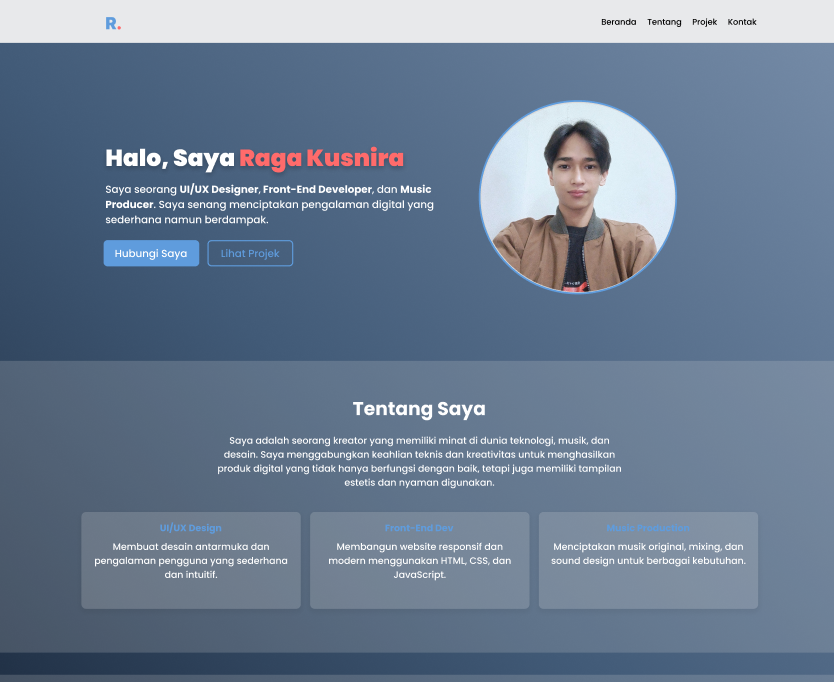 R.
Beranda Tentang Projek Kontak
Halo, Saya Raga Kusnira
Saya seorang UI/UX Designer, Front-End Developer, dan Music
Producer. Saya senang menciptakan pengalaman digital yang
sederhana namun berdampak.
Hubungi Saya
Lihat Projek
Tentang Saya
Saya adalah seorang kreator yang memiliki minat di dunia teknologi, musik, dan
desain. Saya menggabungkan keahlian teknis dan kreativitas untuk menghasilkan
produk digital yang tidak hanya berfungsi dengan baik, tetapi juga memiliki tampilan
estetis dan nyaman digunakan.
UI/UX Design
Membuat desain antarmuka dan
pengalaman pengguna yang sederhana
dan intuitif.
Front-End Dev
Membangun website responsif dan
modern menggunakan HTML, CSS, dan
JavaScript.
Menciptakan musik original, mixing, dan
sound design untuk berbagai kebutuhan.